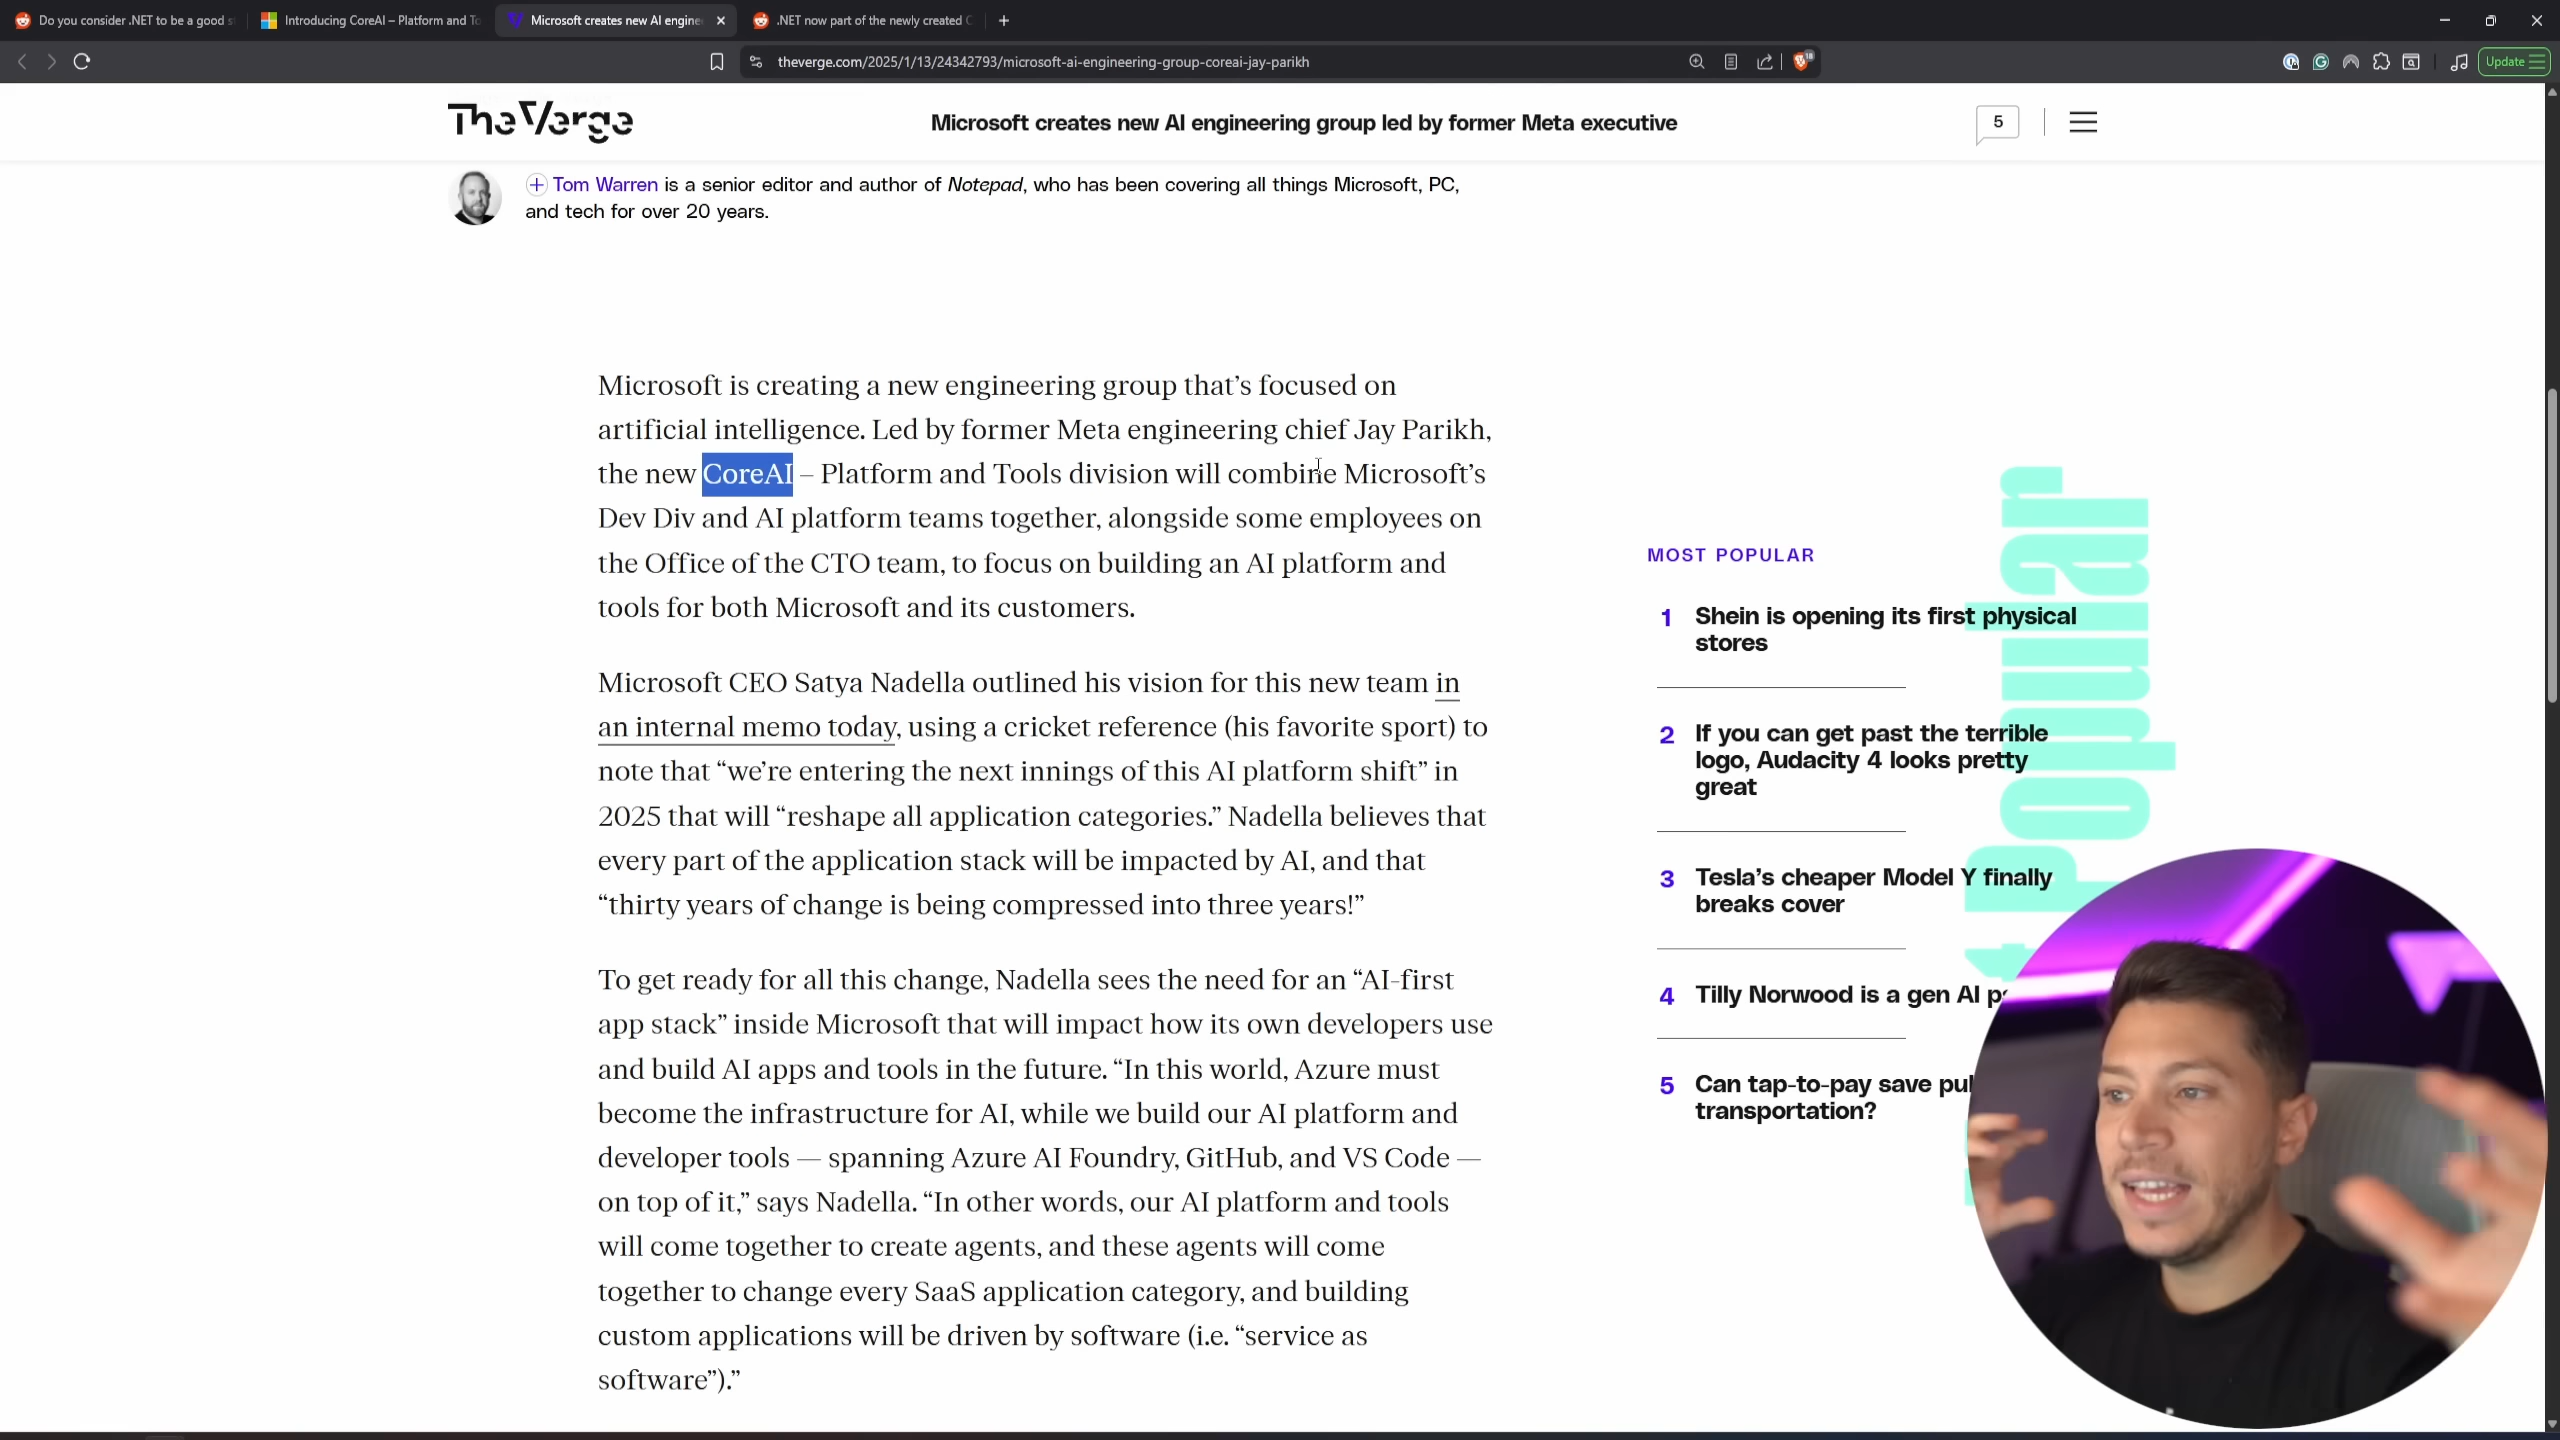 Do you consider .NET to be a good s
Introducing CoreAI – Platform and To
Microsoft creates new AI engine
.NET now part of the newly created C
theverge.com/2025/1/13/24342793/microsoft-ai-engineering-group-coreai-jay-parikh
18
Update
The Verge
Microsoft creates new AI engineering group led by former Meta executive
5
Tom Warren is a senior editor and author of Notepad, who has been covering all things Microsoft, PC,
and tech for over 20 years.
Microsoft is creating a new engineering group that’s focused on
artificial intelligence. Led by former Meta engineering chief Jay Parikh,
the new CoreAI – Platform and Tools division will combine Microsoft’s
Dev Div and AI platform teams together, alongside some employees on
the Office of the CTO team, to focus on building an AI platform and
tools for both Microsoft and its customers.
Microsoft CEO Satya Nadella outlined his vision for this new team in
an internal memo today, using a cricket reference (his favorite sport) to
note that “we’re entering the next innings of this AI platform shift” in
2025 that will “reshape all application categories.” Nadella believes that
every part of the application stack will be impacted by AI, and that
“thirty years of change is being compressed into three years!”
To get ready for all this change, Nadella sees the need for an “AI-first
app stack” inside Microsoft that will impact how its own developers use
and build AI apps and tools in the future. “In this world, Azure must
become the infrastructure for AI, while we build our AI platform and
developer tools — spanning Azure AI Foundry, GitHub, and VS Code —
on top of it,” says Nadella. “In other words, our AI platform and tools
will come together to create agents, and these agents will come
together to change every SaaS application category, and building
custom applications will be driven by software (i.e. “service as
software”).”
MOST POPULAR
1 Shein is opening its first physical
stores
2 If you can get past the terrible
logo, Audacity 4 looks pretty
great
3 Tesla’s cheaper Model Y finally
breaks cover
4 Tilly Norwood is a gen AI
5 Can tap-to-pay save
transportation?
Popular